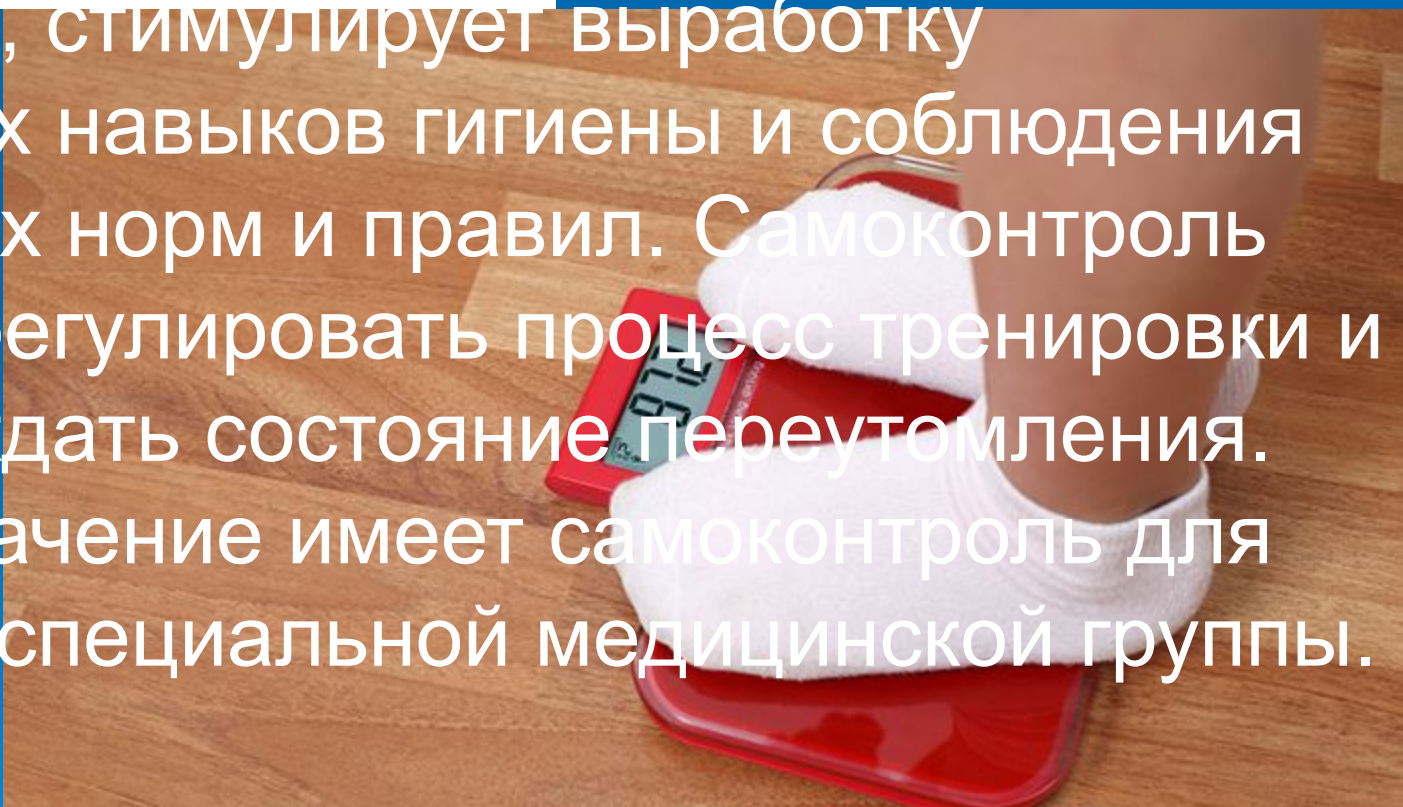 , стимулирует выработку
х навыков гигиены и соблюдения
х норм и правил. Самоконтроль
егулировать процесс тренировки и
дать состояние переутомления.
ачение имеет самоконтроль для
специальной медицинской группы.